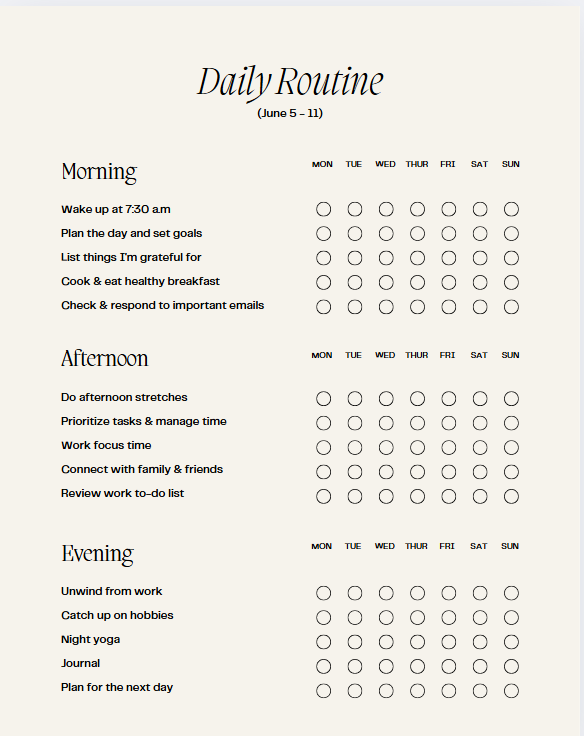 Daily Routine
(June 5 – 11)
Morning MON TUE WED THUR FRI SAT SUN
Wake up at 7:30 a.m
Plan the day and set goals
List things I'm grateful for
Cook & eat healthy breakfast
Check & respond to important emails
Afternoon MON TUE WED THUR FRI SAT SUN
Do afternoon stretches
Prioritize tasks & manage time
Work focus time
Connect with family & friends
Review work to-do list
Evening MON TUE WED THUR FRI SAT SUN
Unwind from work
Catch up on hobbies
Night yoga
Journal
Plan for the next day